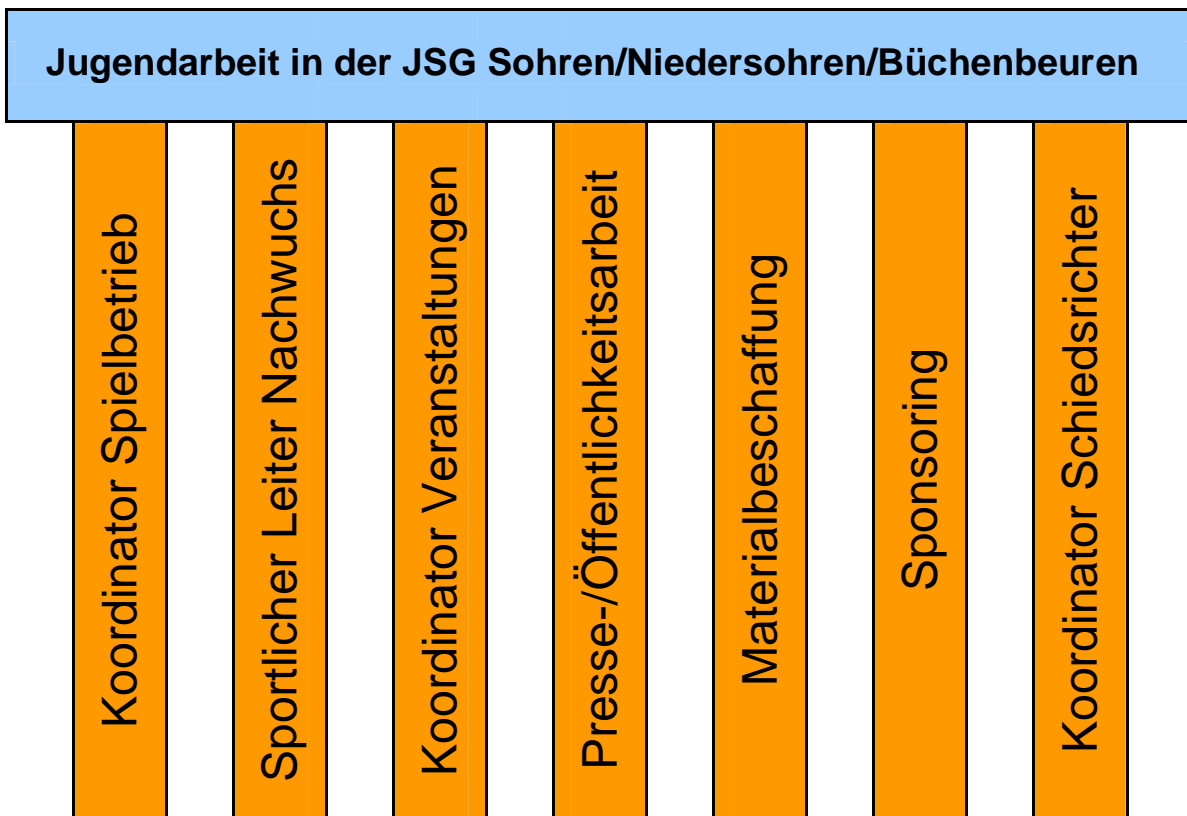 Jugendarbeit in der JSG Sohren/Niedersohren/Büchenbeuren
Koordinator Spielbetrieb
Sportlicher Leiter Nachwuchs
Koordinator Veranstaltungen
Presse-/Öffentlichkeitsarbeit
Materialbeschaffung
Sponsoring
Koordinator Schiedsrichter